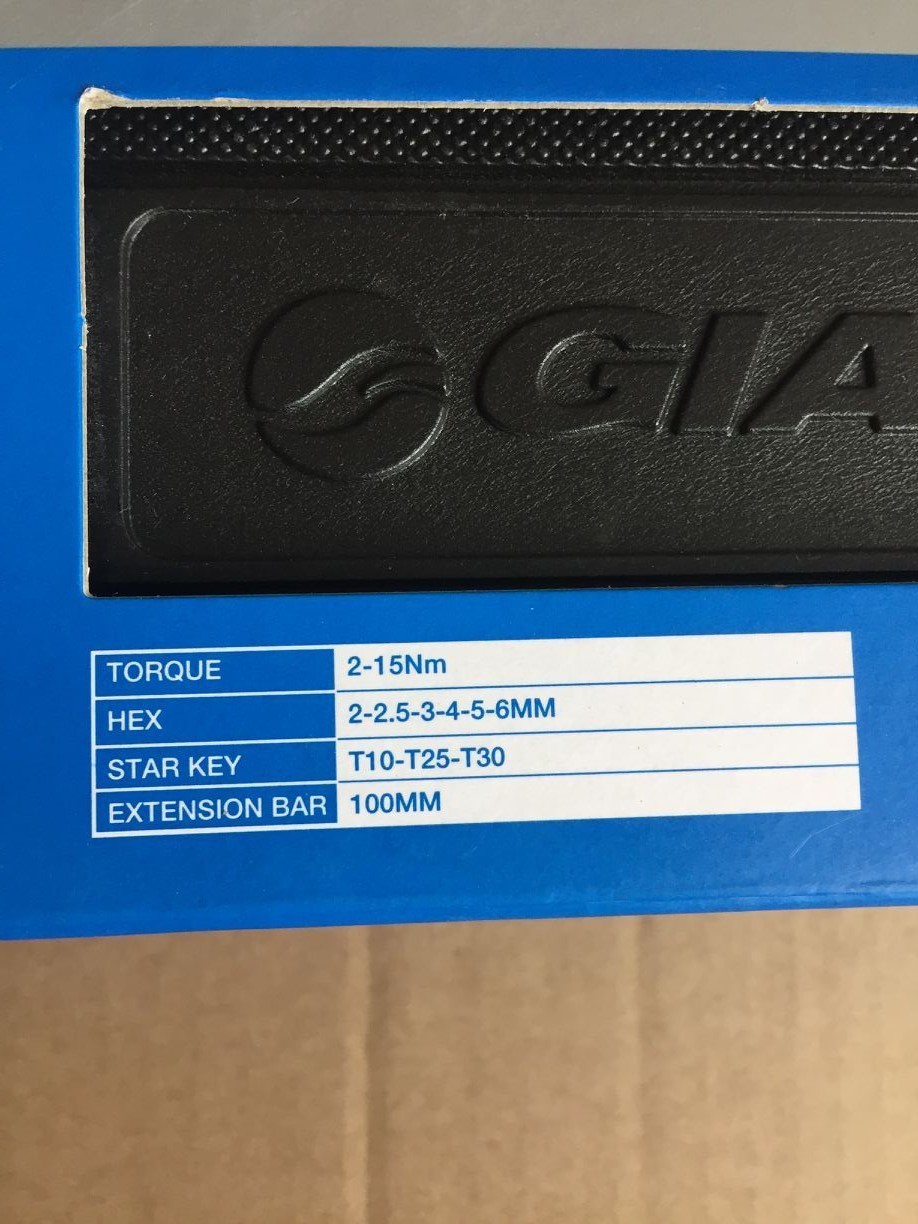 GIA
TORQUE 2-15Nm
HEX 2-2.5-3-4-5-6MM
STAR KEY T10-T25-T30
EXTENSION BAR 100MM